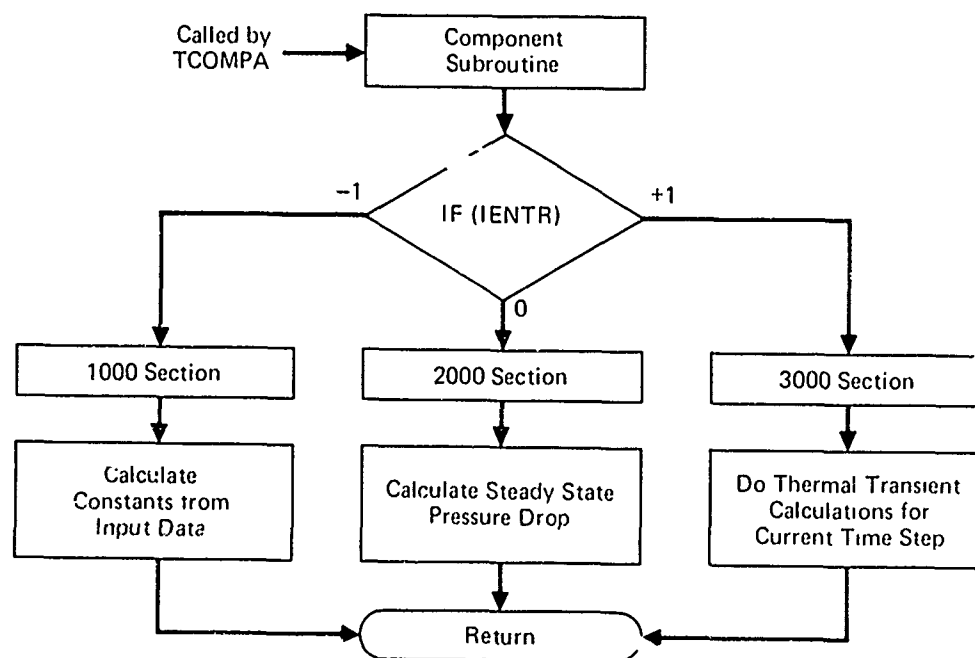 Called by
TCOMPA
Component
Subroutine
−1
+1
IF (IENTR)
0
1000 Section
2000 Section
3000 Section
Calculate
Constants from
Input Data
Calculate Steady State
Pressure Drop
Do Thermal Transient
Calculations for
Current Time Step
Return